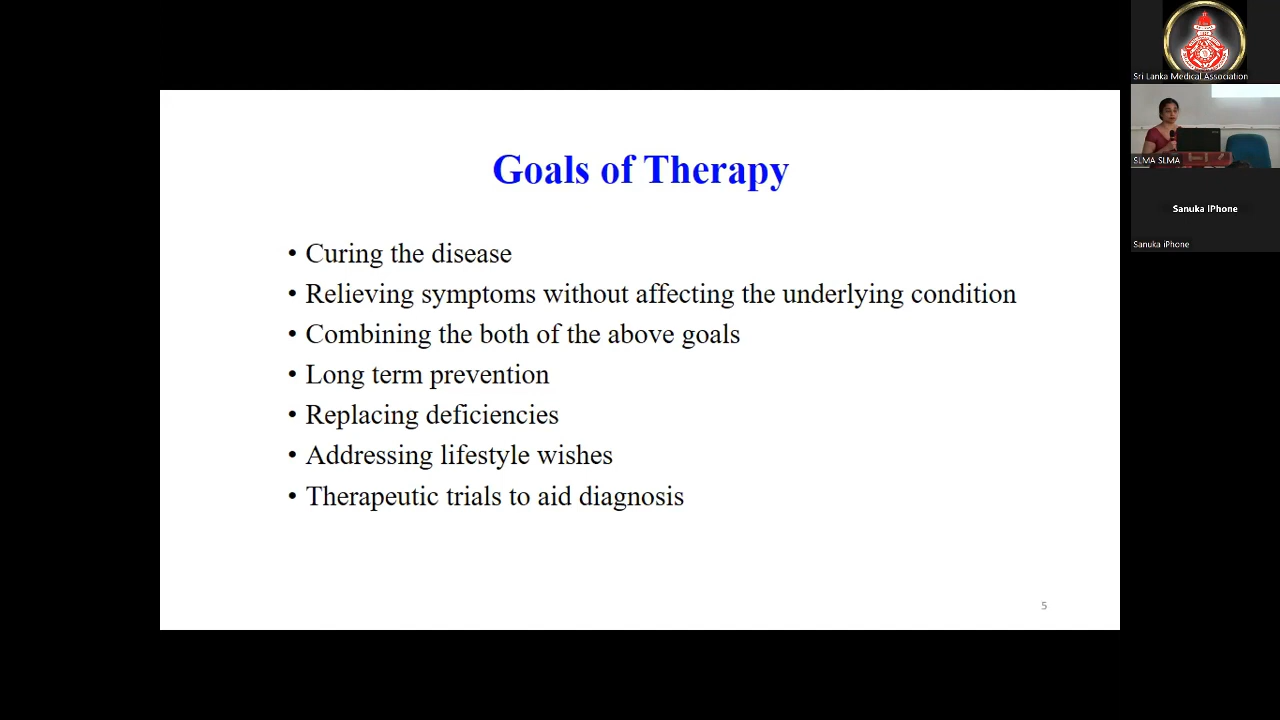 Goals of Therapy
• Curing the disease
• Relieving symptoms without affecting the underlying condition
• Combining the both of the above goals
• Long term prevention
• Replacing deficiencies
• Addressing lifestyle wishes
• Therapeutic trials to aid diagnosis
5
Sri Lanka Medical Association
SLMA SLMA
Sanuka iPhone
Sanuka iPhone